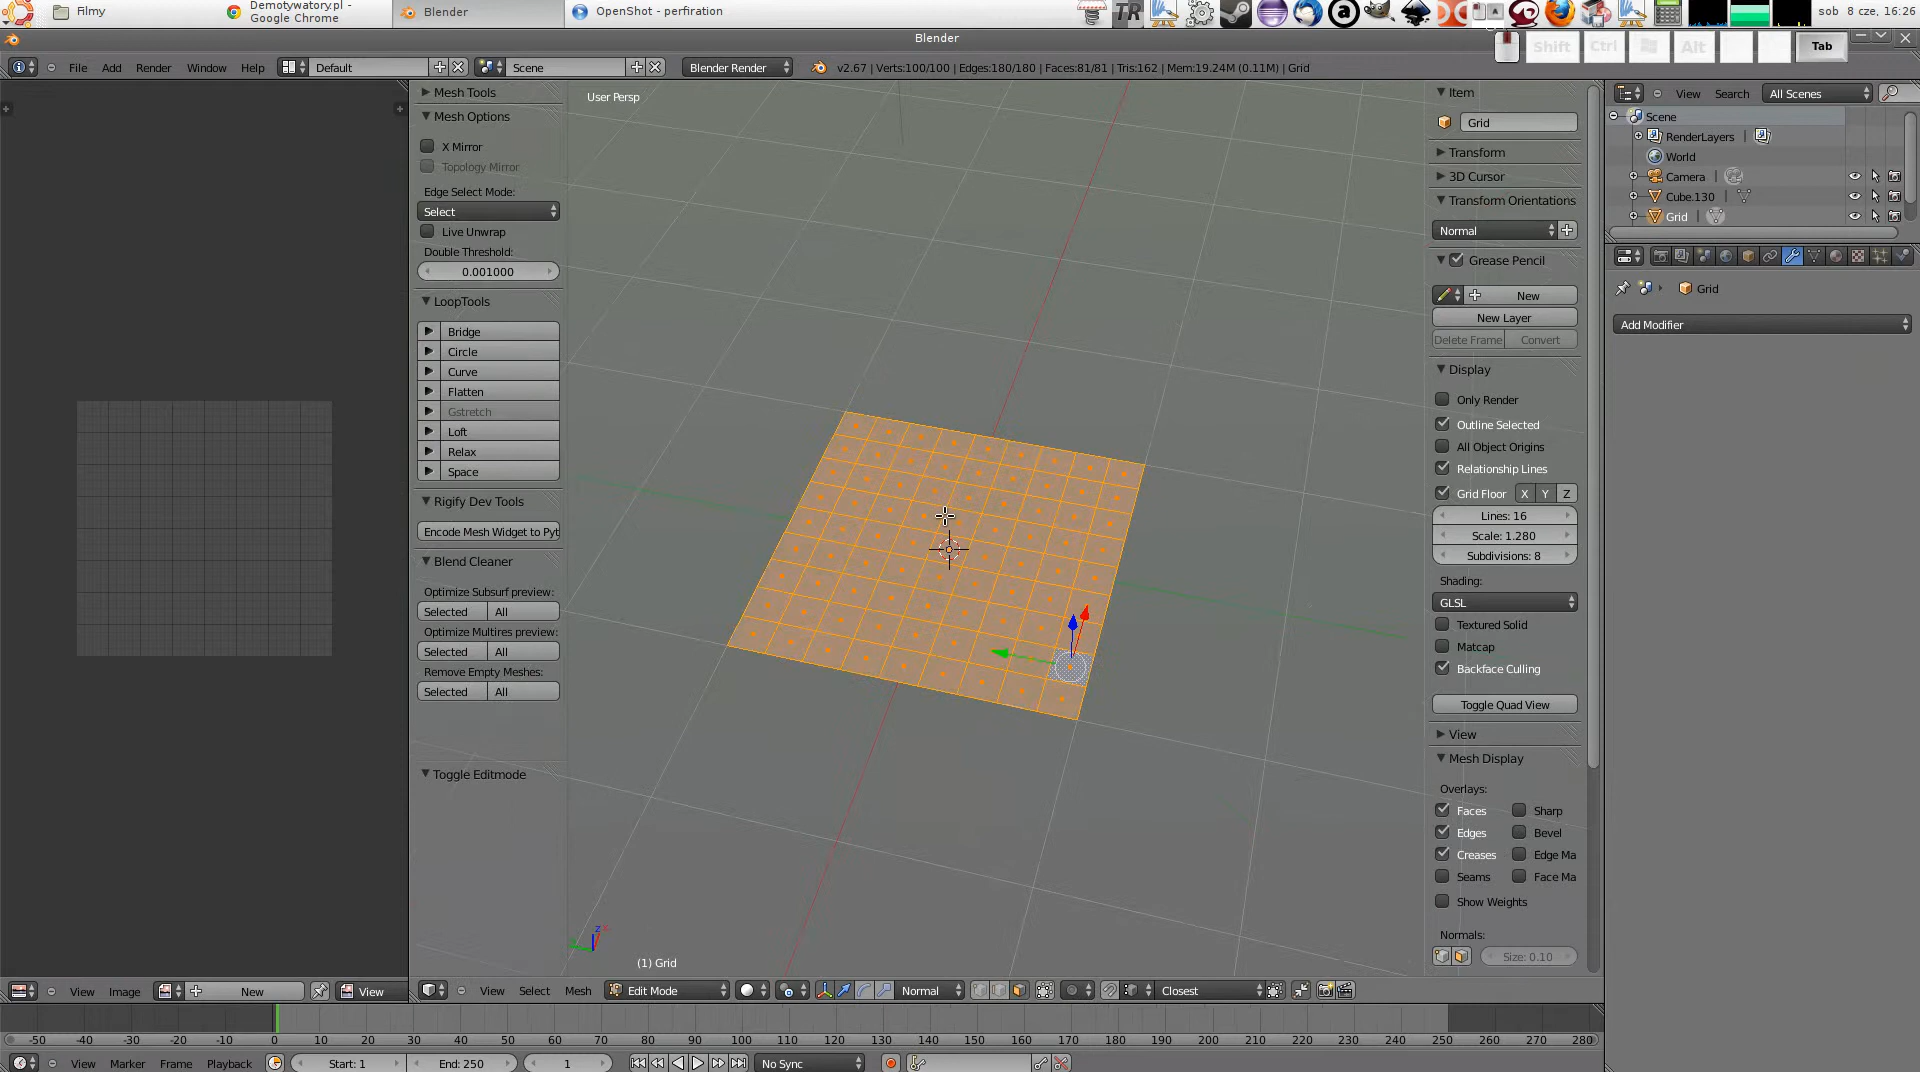 Filmy
Demotywatory.pl -
Google Chrome
Blender
OpenShot - perfiration
TR
sob 8 cze, 16:26
Blender
Shift
Ctrl
Alt
Tab
File
Add
Render
Window
Help
Default
Scene
Blender Render
v2.67 | Verts:100/100 | Edges:180/180 | Faces:81/81 | Tris:162 | Mem:19.24M (0.11M) | Grid
Mesh Tools
Mesh Options
X Mirror
Topology Mirror
Edge Select Mode:
Select
Live Unwrap
Double Threshold:
0.001000
LoopTools
Bridge
Circle
Curve
Flatten
Gstretch
Loft
Relax
Space
Rigify Dev Tools
Encode Mesh Widget to Pyt
Blend Cleaner
Optimize Subsurf preview:
Selected All
Optimize Multires preview:
Selected All
Remove Empty Meshes:
Selected All
Toggle Editmode
User Persp
(1) Grid
Item
Grid
Transform
3D Cursor
Transform Orientations
Normal
Grease Pencil
New
New Layer
Delete Frame Convert
Display
Only Render
Outline Selected
All Object Origins
Relationship Lines
Grid Floor X Y Z
Lines: 16
Scale: 1.280
Subdivisions: 8
Shading:
GLSL
Textured Solid
Matcap
Backface Culling
Toggle Quad View
View
Mesh Display
Overlays:
Faces Sharp
Edges Bevel
Creases Edge Ma
Seams Face Ma
Show Weights
Normals:
Size: 0.10
View Search All Scenes
Scene
RenderLayers
World
Camera
Cube.130
Grid
Grid
Add Modifier
View Image New View
View Select Mesh Edit Mode Normal Closest
-50 -40 -30 -20 -10 0 10 20 30 40 50 60 70 80 90 100 110 120 130 140 150 160 170 180 190 200 210 220 230 240 250 260 270 280
View Marker Frame Playback Start: 1 End: 250 1 No Sync